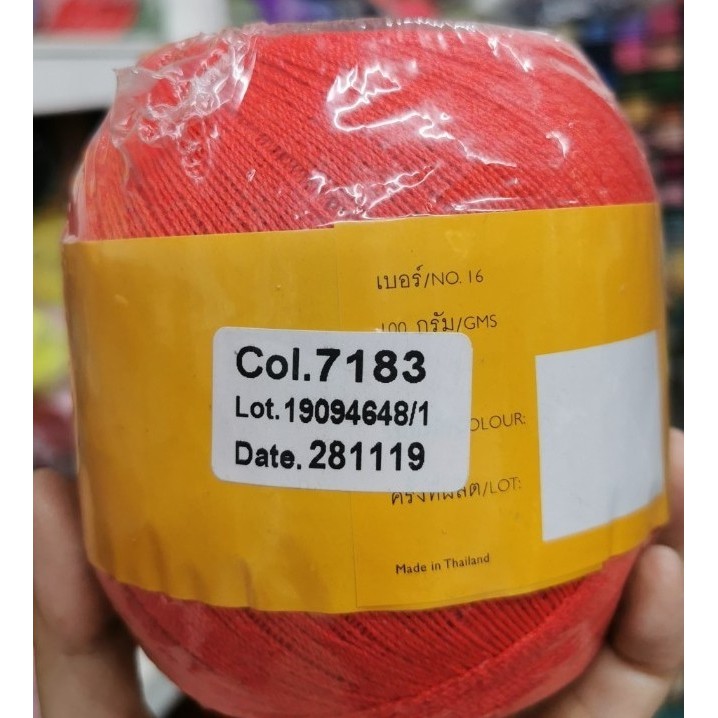 เบอร์/NO. 16
100 กรัม/GMS
Col.7183
Lot.19094648/1
Date. 281119
OLOUR:
ครั้งที่ผลิต/LOT:
Made in Thailand